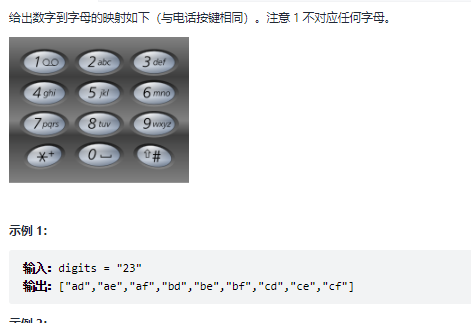 给出数字到字母的映射如下（与电话按键相同）。注意 1 不对应任何字母。
1 2 abc 3 def
4 ghi 5 jkl 6 mno
7 pqrs 8 tuv 9 wxyz
*+ 0 #
示例 1：
输入：digits = "23"
输出：["ad","ae","af","bd","be","bf","cd","ce","cf"]